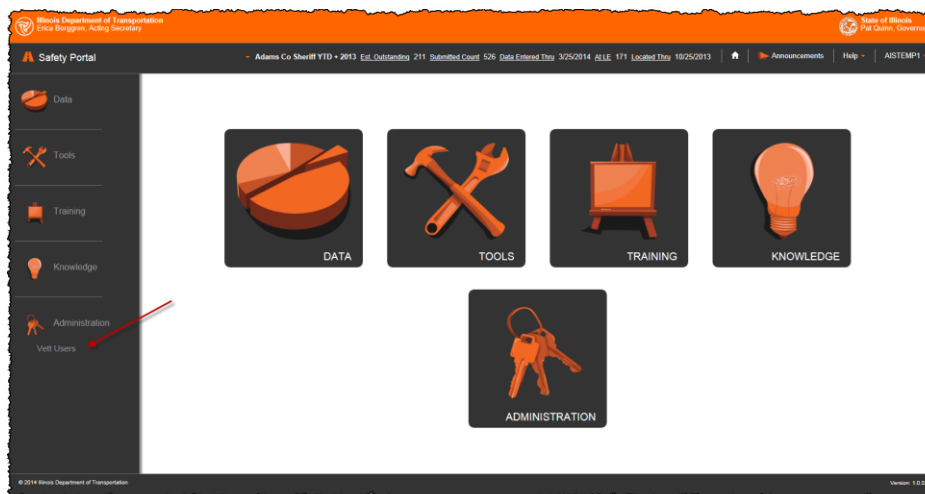 Illinois Department of Transportation
Erica Borggren, Acting Secretary
State of Illinois
Pat Quinn, Governor
Safety Portal
Adams Co Sheriff YTD + 2013 Est. Outstanding 211 Submitted Count 526 Data Entered Thru 3/25/2014 At LE 171 Located Thru 10/25/2013
Announcements
Help
AISTEMP1
Data
Tools
Training
Knowledge
Administration
Vett Users
DATA
TOOLS
TRAINING
KNOWLEDGE
ADMINISTRATION
© 2014 Illinois Department of Transportation
Version: 1.0.0